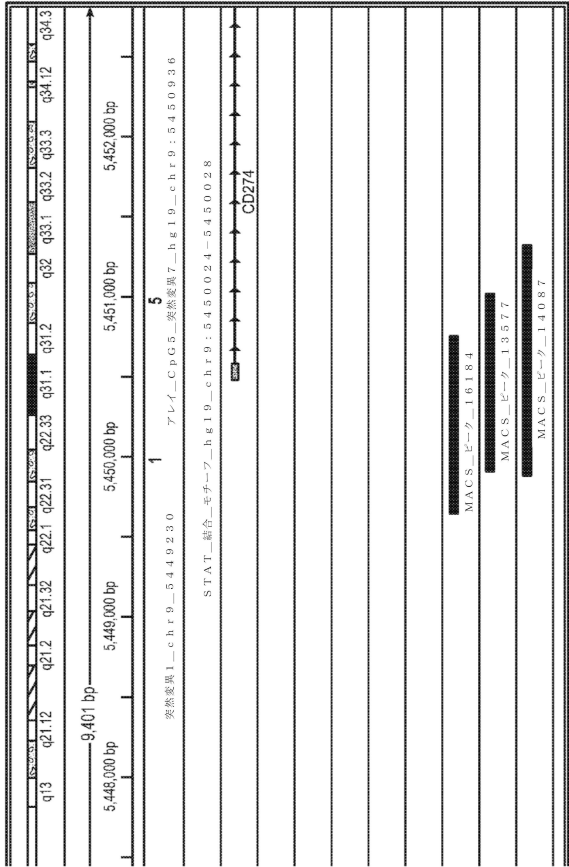 q13 q21.12 q21.2 q21.32 q22.1 q22.31 q22.33 q31.1 q31.2 q32 q33.1 q33.2 q33.3 q34.12 q34.3
9,401 bp
5,448,000 bp 5,449,000 bp 5,450,000 bp 5,451,000 bp 5,452,000 bp
1 5
突然変異1_chr9_5449230 アレイ_CpG5_突然変異7_hg19_chr9:5450936
STAT_結合_モチーフ_hg19_chr9:5450024-5450028
CD274
MACS_ピーク_16184
MACS_ピーク_13577
MACS_ピーク_14087